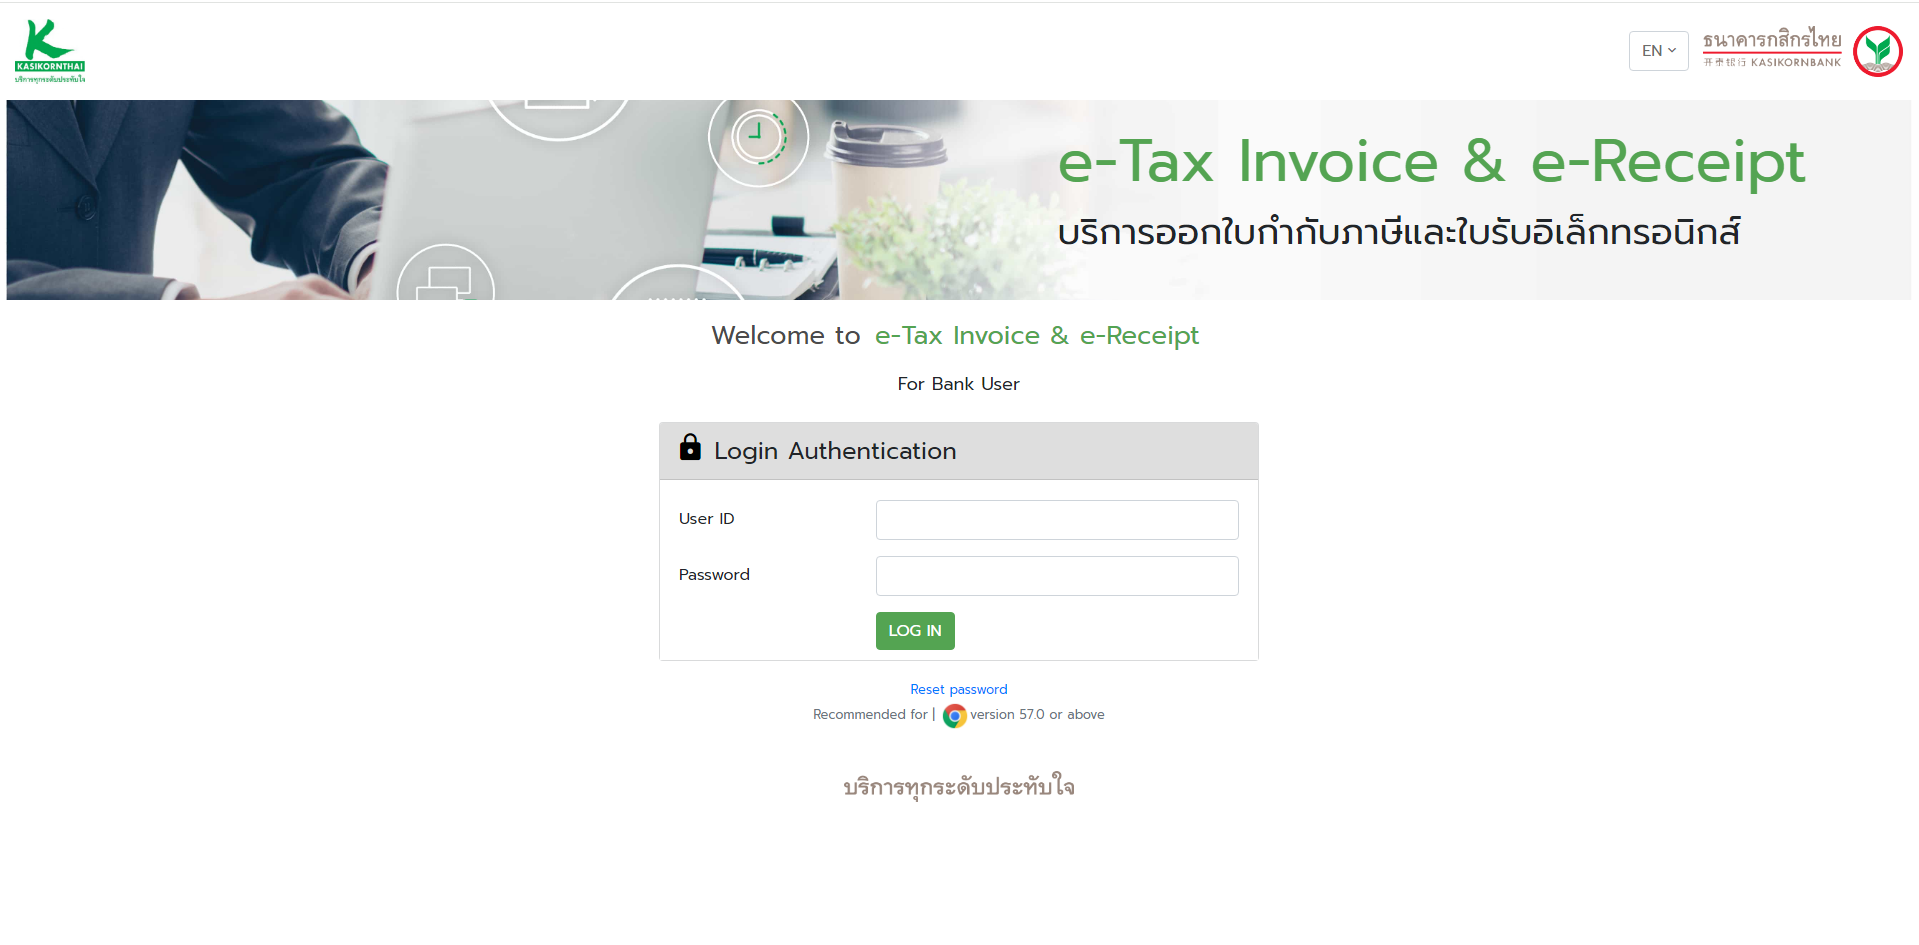 KASIKORNTHAI
บริการทุกระดับประทับใจ
EN
ธนาคารกสิกรไทย
开泰银行 KASIKORNBANK
e-Tax Invoice & e-Receipt
บริการออกใบกำกับภาษีและใบรับอิเล็กทรอนิกส์
Welcome to e-Tax Invoice & e-Receipt
For Bank User
Login Authentication
User ID
Password
LOG IN
Reset password
Recommended for | version 57.0 or above
บริการทุกระดับประทับใจ